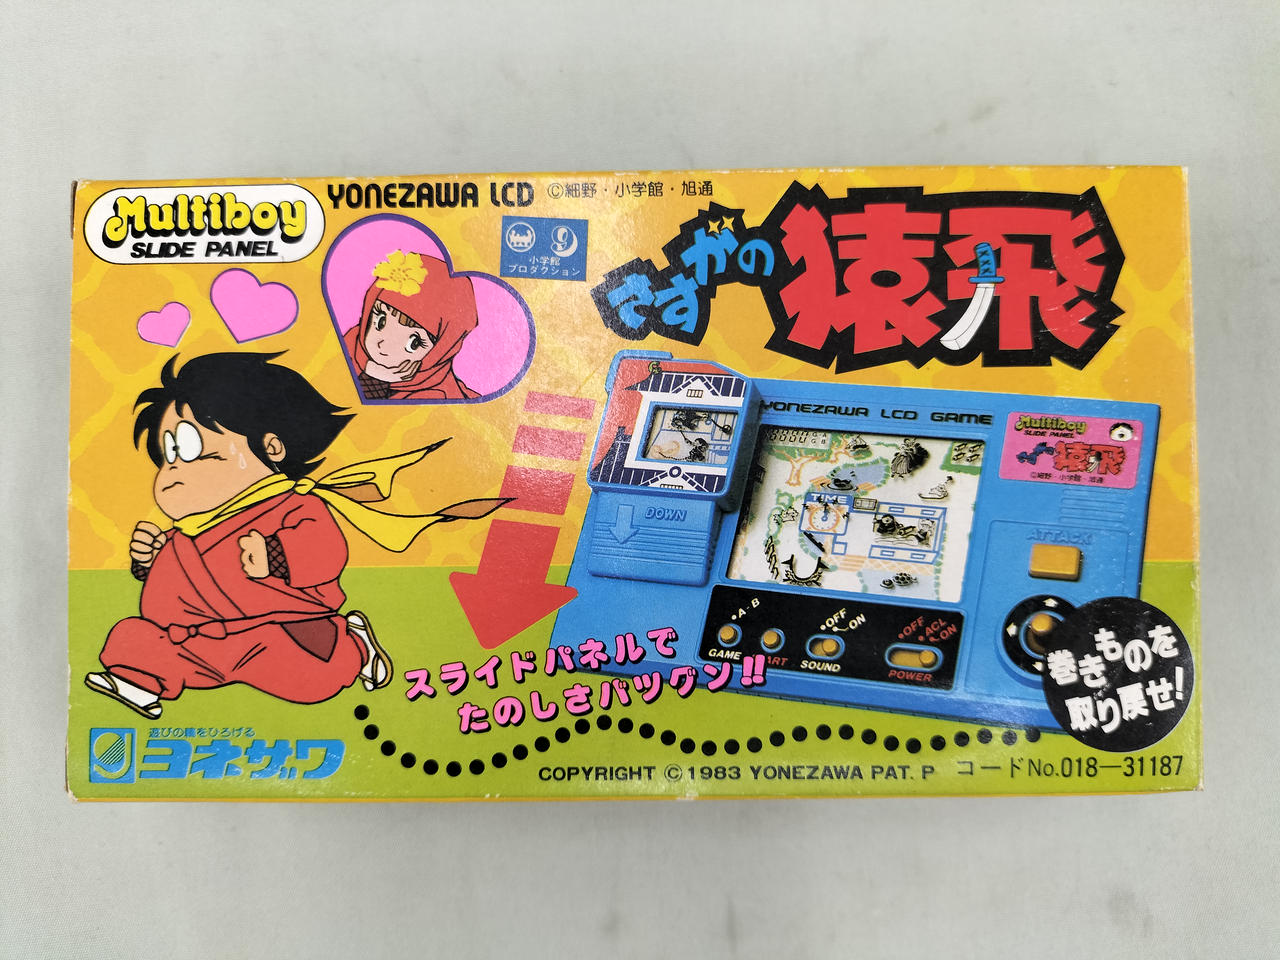 Multiboy
SLIDE PANEL
YONEZAWA LCD
©細野・小学館・旭通
小学館
プロダクション
さすがの
猿飛
YONEZAWA LCD GAME
Multiboy
SLIDE PANEL
猿飛
©細野・小学館・旭通
TIME
DOWN
ATTACK
A・B
OFF
ON
OFF
ACL
ON
GAME
START
SOUND
POWER
スライドパネルで
たのしさバツグン!!
巻きものを
取り戻せ!
遊びの確をひろげる
ヨネザワ
COPYRIGHT ©1983 YONEZAWA PAT. P
コードNo.018-31187